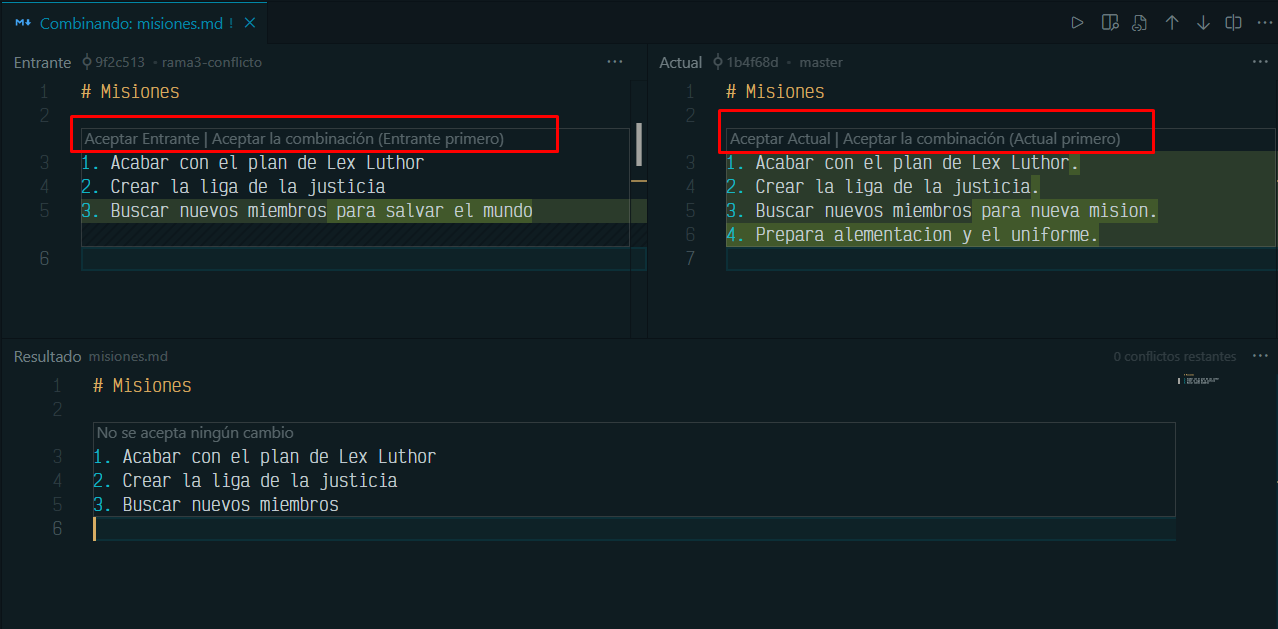 Combinando: misiones.md !
Entrante 9f2c513 • rama3-conflicto
1 # Misiones
2
Aceptar Entrante | Aceptar la combinación (Entrante primero)
3 1. Acabar con el plan de Lex Luthor
4 2. Crear la liga de la justicia
5 3. Buscar nuevos miembros para salvar el mundo
6
Actual 1b4f68d • master
1 # Misiones
2
Aceptar Actual | Aceptar la combinación (Actual primero)
3 1. Acabar con el plan de Lex Luthor.
4 2. Crear la liga de la justicia.
5 3. Buscar nuevos miembros para nueva mision.
6 4. Prepara alementacion y el uniforme.
7
Resultado misiones.md
0 conflictos restantes
1 # Misiones
2
No se acepta ningún cambio
3 1. Acabar con el plan de Lex Luthor
4 2. Crear la liga de la justicia
5 3. Buscar nuevos miembros
6